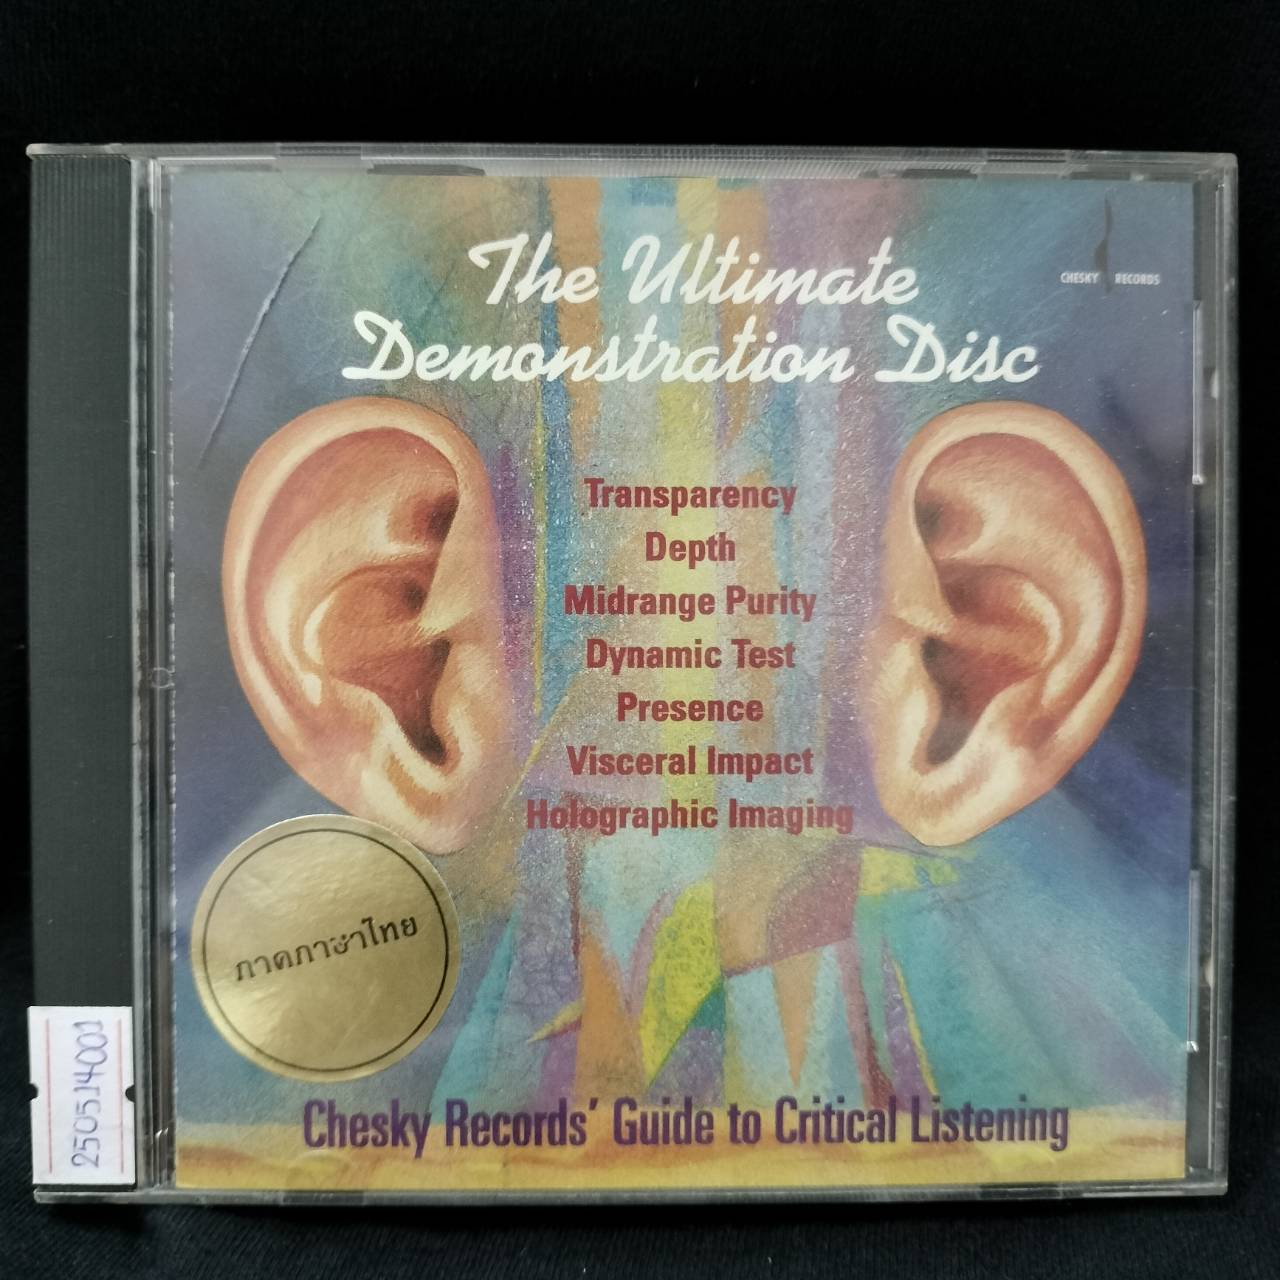 The Ultimate
Demonstration Disc
CHESKY RECORDS
Transparency
Depth
Midrange Purity
Dynamic Test
Presence
Visceral Impact
Holographic Imaging
ภาคภาษาไทย
250514001
Chesky Records' Guide to Critical Listening